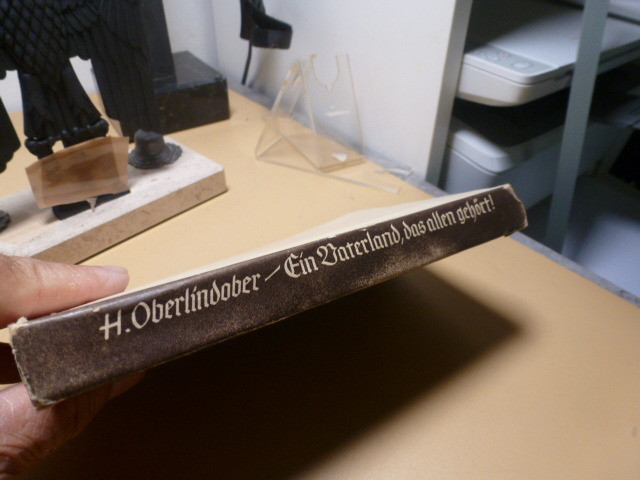 H. Oberlindober – Ein Vaterland, das allen gehört!